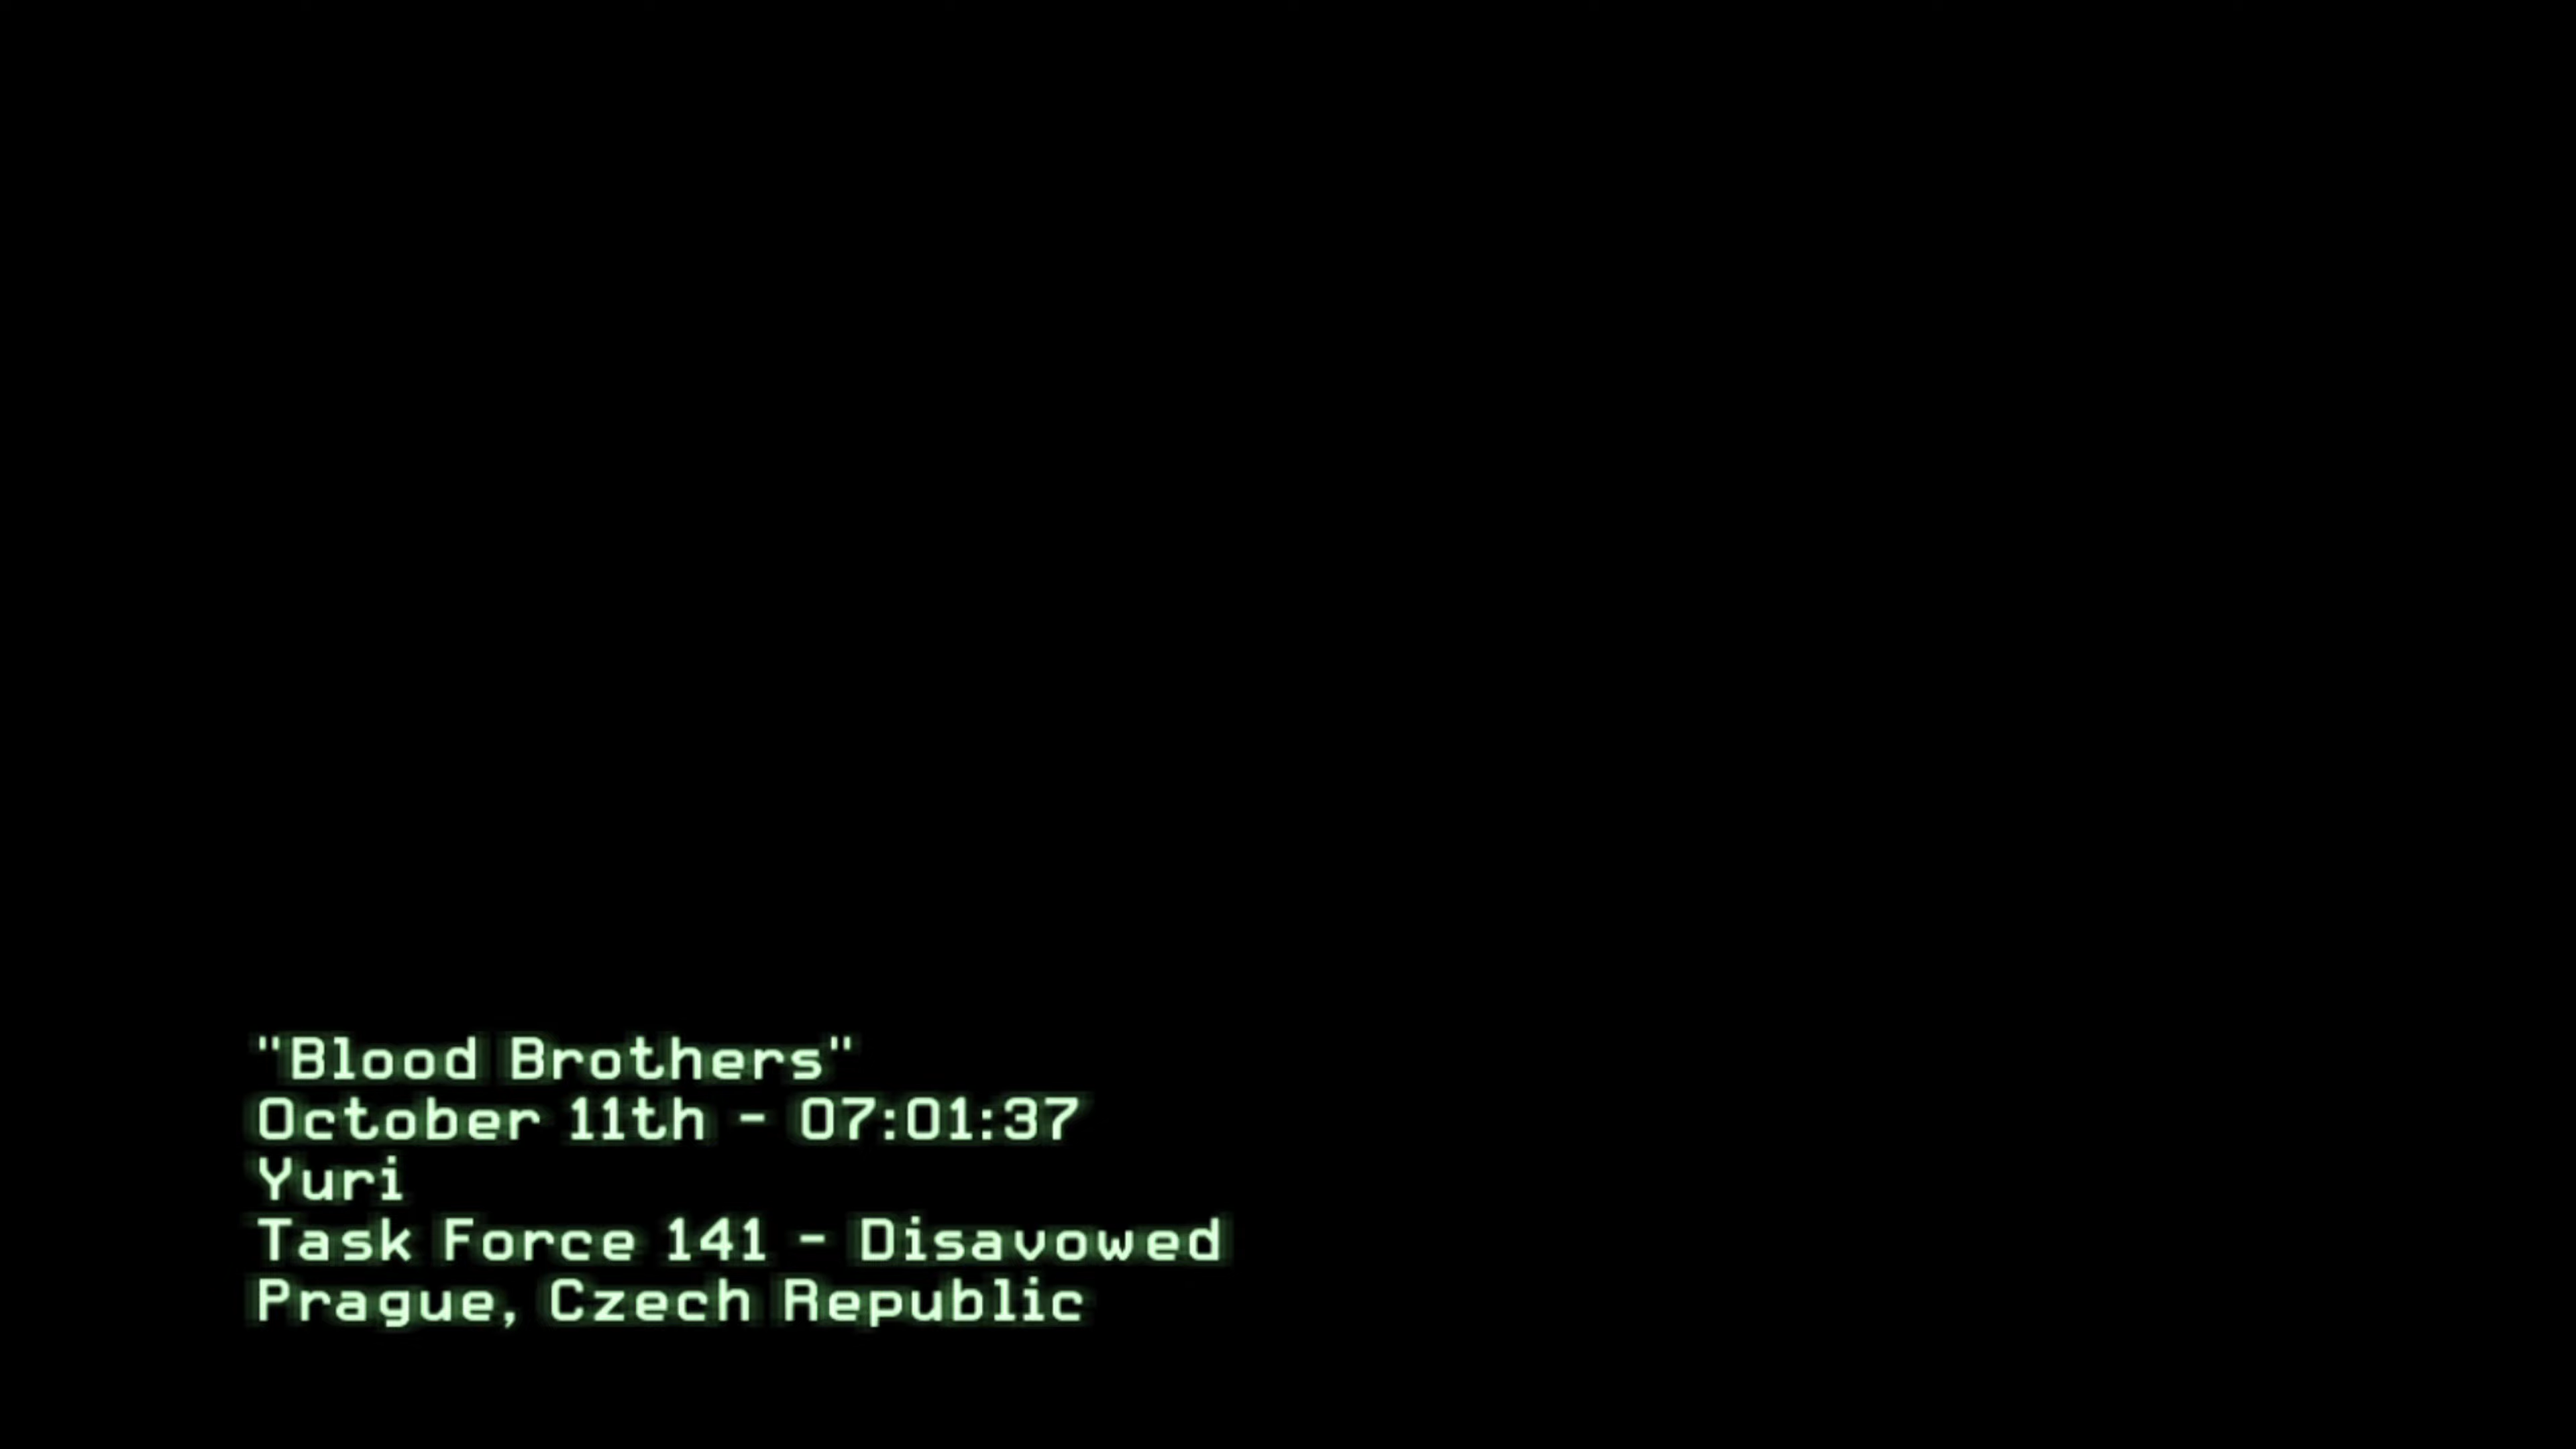 "Blood Brothers"
October 11th - 07:01:37
Yuri
Task Force 141 - Disavowed
Prague, Czech Republic